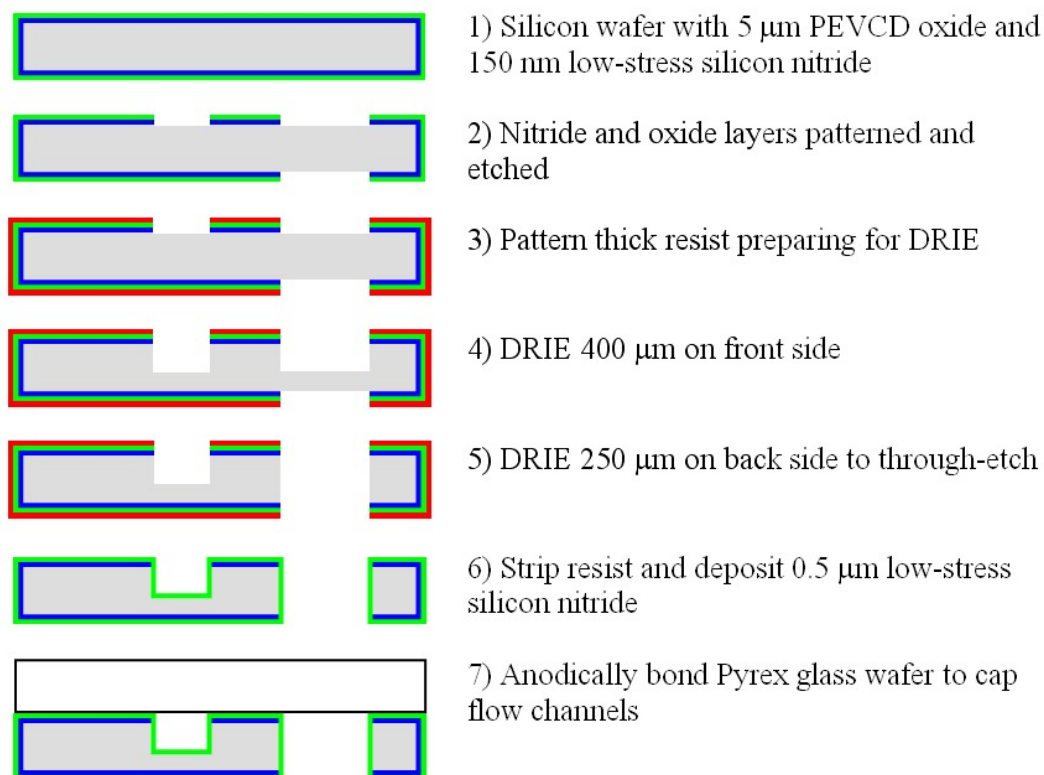 1) Silicon wafer with 5 μm PEVCD oxide and
150 nm low-stress silicon nitride
2) Nitride and oxide layers patterned and
etched
3) Pattern thick resist preparing for DRIE
4) DRIE 400 μm on front side
5) DRIE 250 μm on back side to through-etch
6) Strip resist and deposit 0.5 μm low-stress
silicon nitride
7) Anodically bond Pyrex glass wafer to cap
flow channels